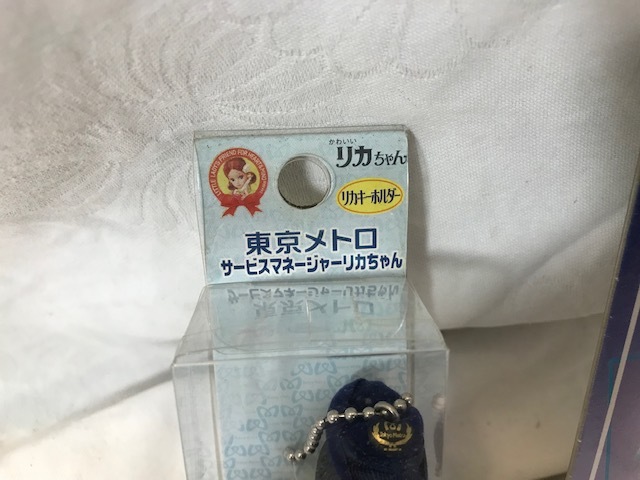 かわいい
リカちゃん
リカキーホルダー
東京メトロ
サービスマネージャーリカちゃん